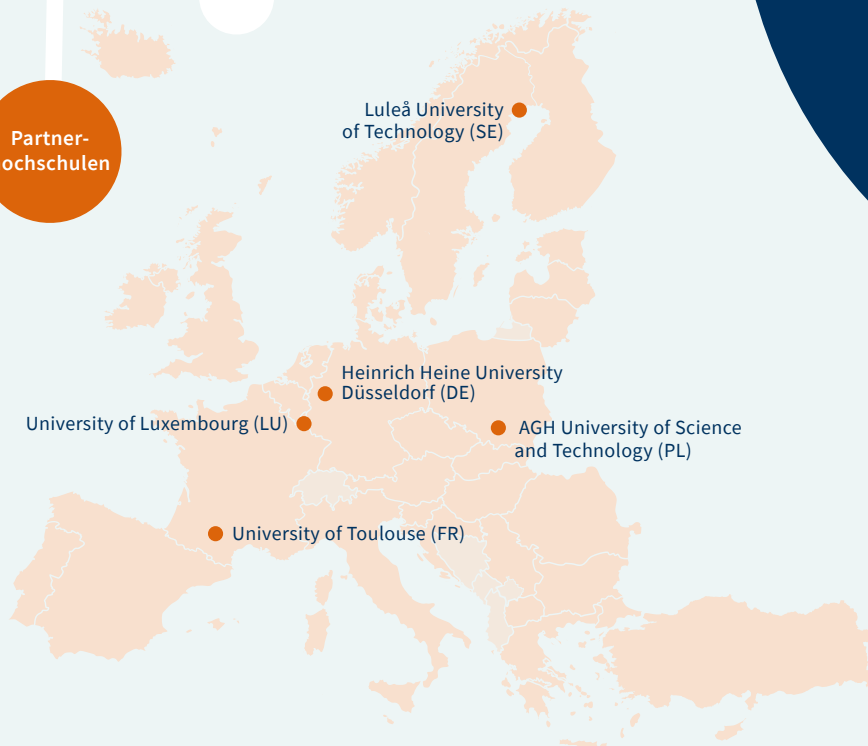 Partner-
ochschulen
Luleå University
of Technology (SE)
Heinrich Heine University
Düsseldorf (DE)
University of Luxembourg (LU)
AGH University of Science
and Technology (PL)
University of Toulouse (FR)